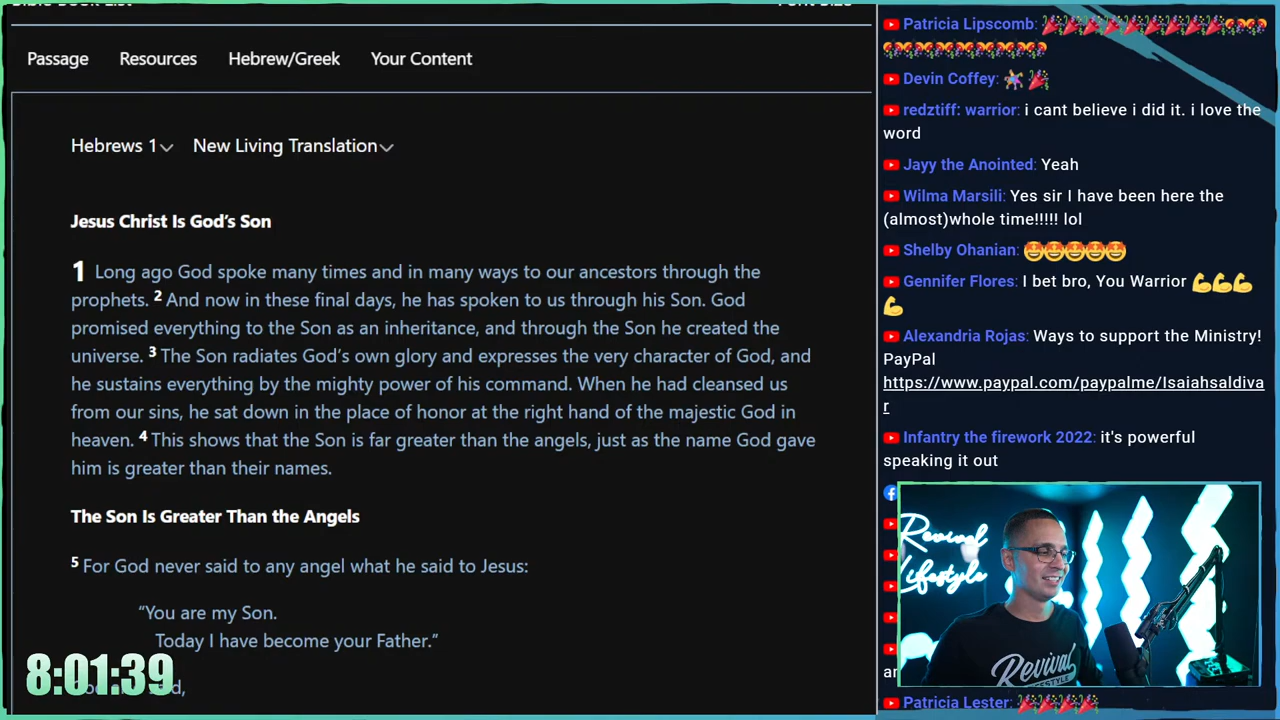 Passage Resources Hebrew/Greek Your Content
Hebrews 1 New Living Translation
Jesus Christ Is God's Son
1 Long ago God spoke many times and in many ways to our ancestors through the
prophets. 2 And now in these final days, he has spoken to us through his Son. God
promised everything to the Son as an inheritance, and through the Son he created the
universe. 3 The Son radiates God's own glory and expresses the very character of God, and
he sustains everything by the mighty power of his command. When he had cleansed us
from our sins, he sat down in the place of honor at the right hand of the majestic God in
heaven. 4 This shows that the Son is far greater than the angels, just as the name God gave
him is greater than their names.
The Son Is Greater Than the Angels
5 For God never said to any angel what he said to Jesus:
“You are my Son.
Today I have become your Father.”
8:01:39
Patricia Lipscomb: 
Devin Coffey: 
redztiff: warrior: i cant believe i did it. i love the
word
Jayy the Anointed: Yeah
Wilma Marsili: Yes sir I have been here the
(almost)whole time!!!!! lol
Shelby Ohanian: 🤩🤩🤩🤩🤩
Gennifer Flores: I bet bro, You Warrior 💪💪💪
💪
Alexandria Rojas: Ways to support the Ministry!
PayPal
https://www.paypal.com/paypalme/Isaiahsaldiva
r
Infantry the firework 2022: it's powerful
speaking it out
Revival
Lifestyle
Revival
LIFESTYLE
Patricia Lester: 🎉🎉🎉🎉